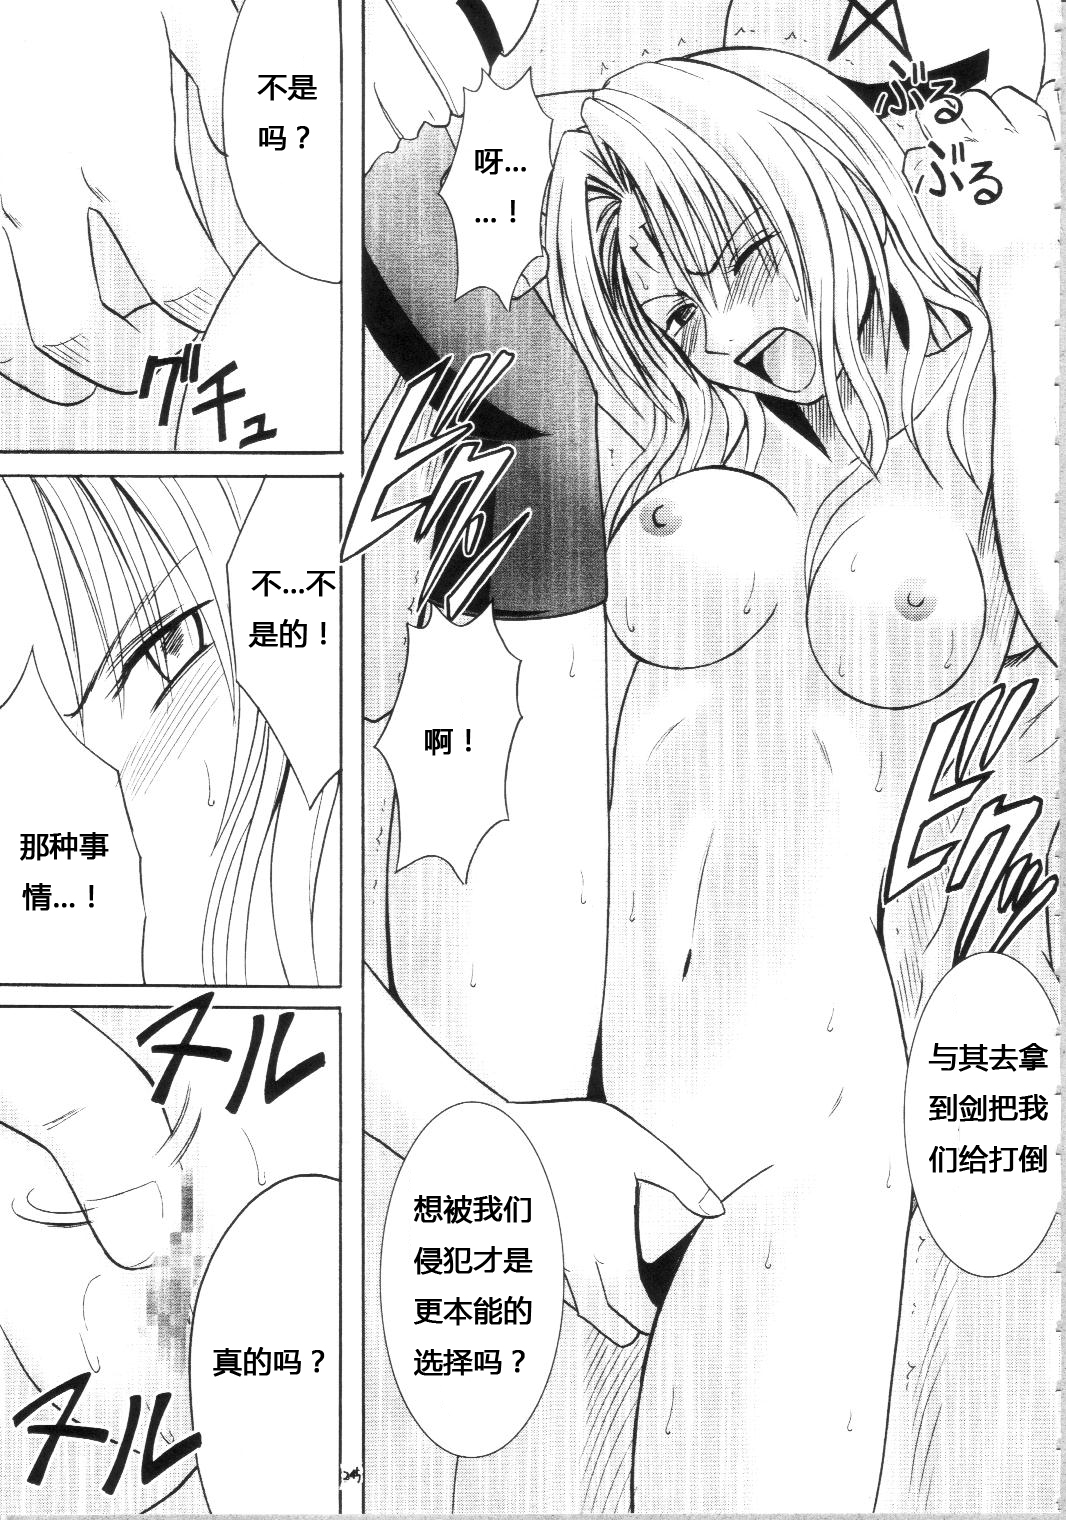 ぶる
ぶる
呀…
…！
ビクッ
啊！
ビクッ
与其去拿
到剑把我
们给打倒
想被我们
侵犯才是
更本能的
选择吗？
不是
吗？
グチュ
不…不
是的！
那种事
情…！
ヌル
真的吗？
ヌル